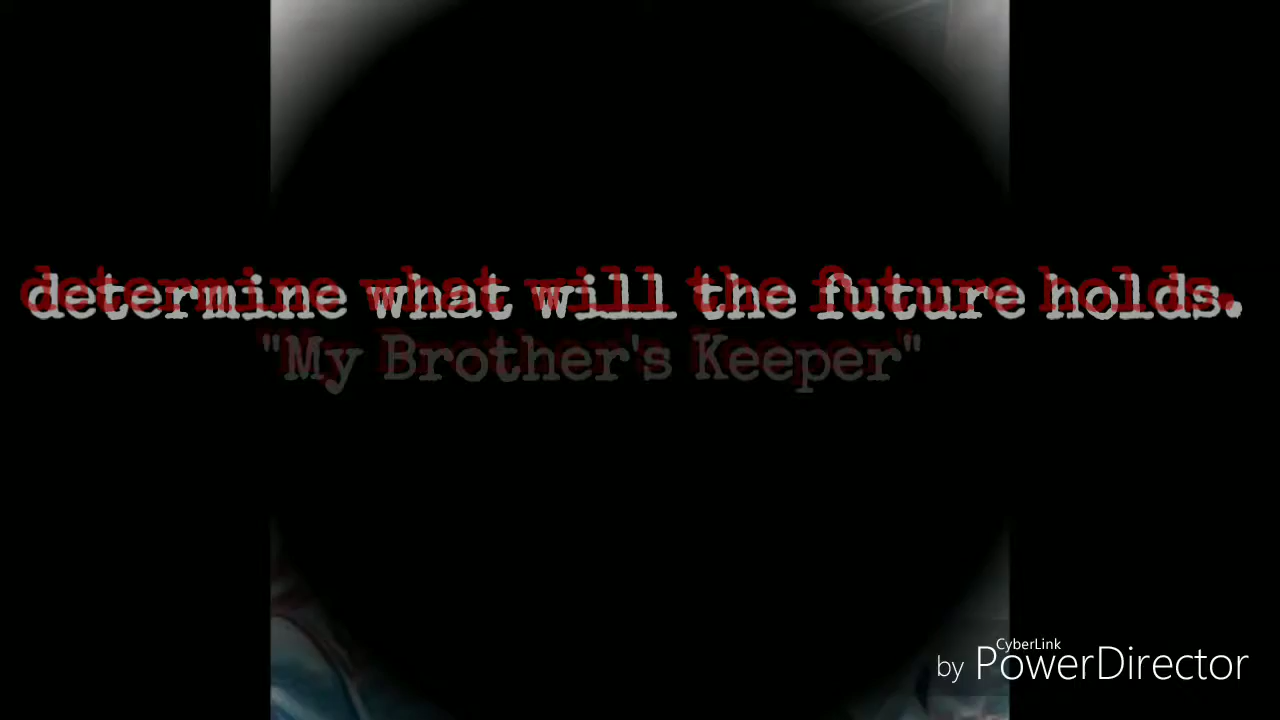 determine what will the future holds.
"My Brother's Keeper"
CyberLink
by PowerDirector